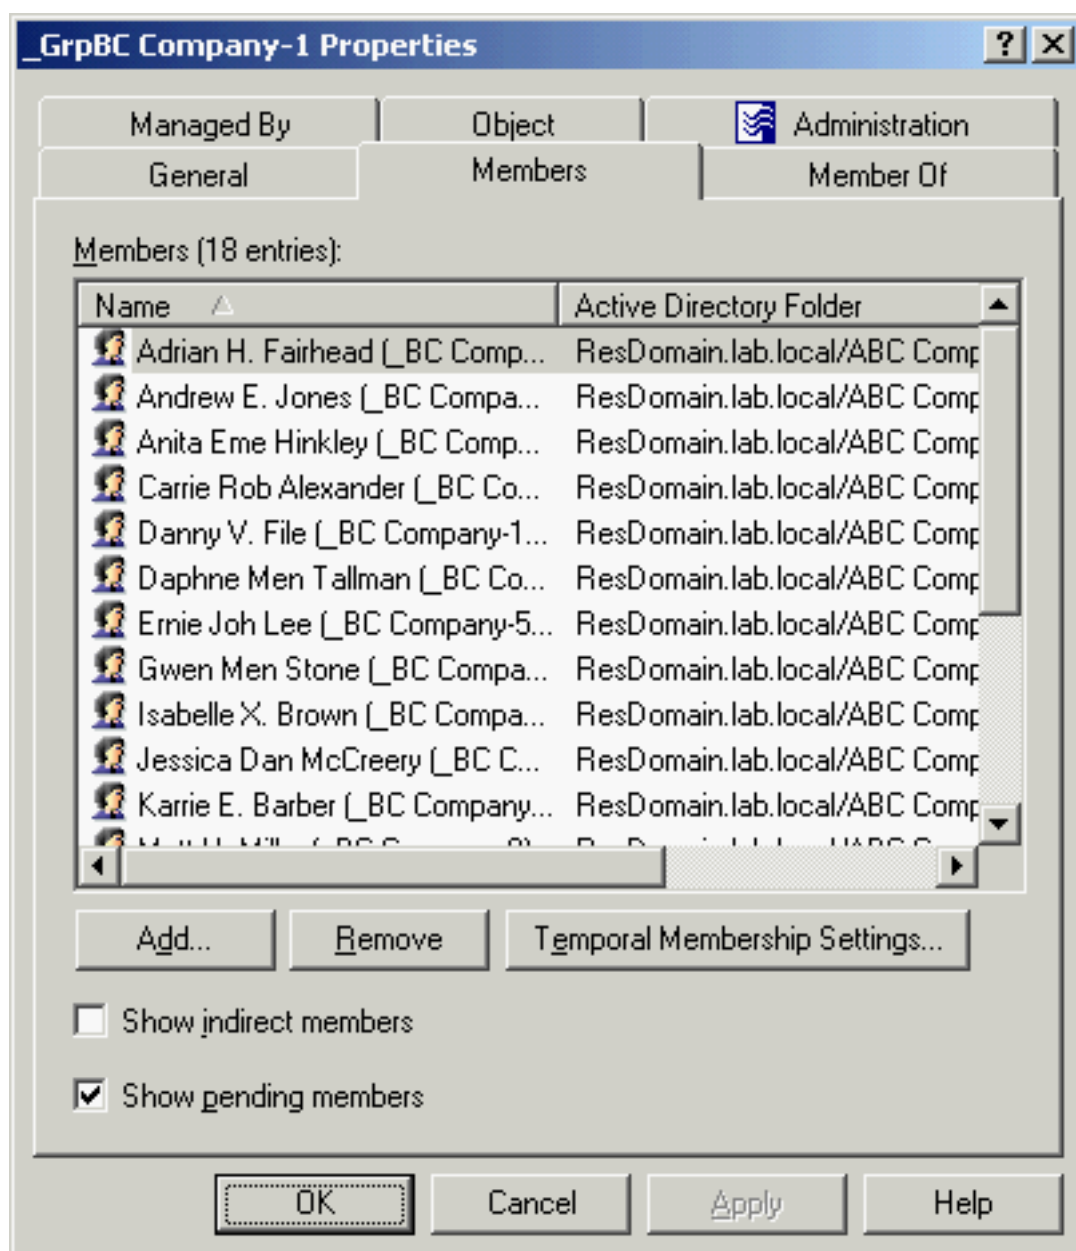 _GrpBC Company-1 Properties
Managed By Object Administration
General Members Member Of
Members (18 entries):
Name Active Directory Folder
Adrian H. Fairhead (_BC Comp... ResDomain.lab.local/ABC Comp
Andrew E. Jones (_BC Compa... ResDomain.lab.local/ABC Comp
Anita Eme Hinkley (_BC Comp... ResDomain.lab.local/ABC Comp
Carrie Rob Alexander (_BC Co... ResDomain.lab.local/ABC Comp
Danny V. File (_BC Company-1... ResDomain.lab.local/ABC Comp
Daphne Men Tallman (_BC Co... ResDomain.lab.local/ABC Comp
Ernie Joh Lee (_BC Company-5... ResDomain.lab.local/ABC Comp
Gwen Men Stone (_BC Compa... ResDomain.lab.local/ABC Comp
Isabelle X. Brown (_BC Compa... ResDomain.lab.local/ABC Comp
Jessica Dan McCreery (_BC C... ResDomain.lab.local/ABC Comp
Karrie E. Barber (_BC Company... ResDomain.lab.local/ABC Comp
Add... Remove Temporal Membership Settings...
Show indirect members
Show pending members
OK Cancel Apply Help